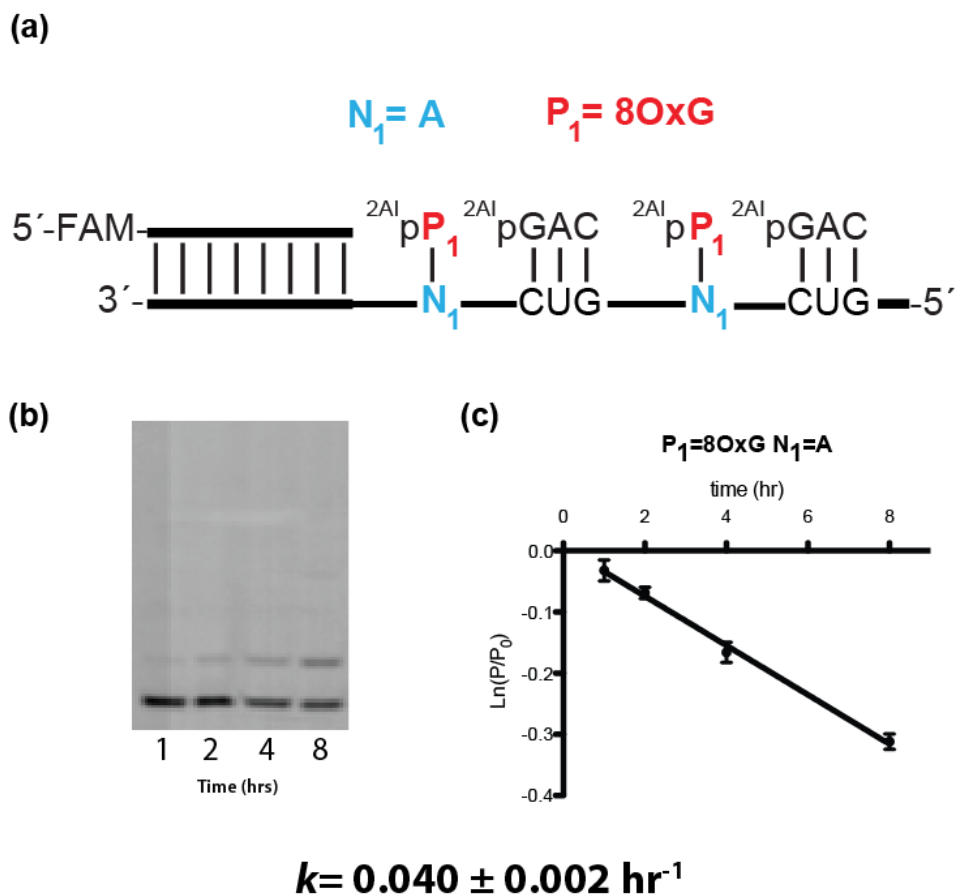 (a)
N₁= A P₁= 8OxG
5´-FAM- ²ᴬᴵpP₁ ²ᴬᴵpGAC ²ᴬᴵpP₁ ²ᴬᴵpGAC
3´- N₁ CUG N₁ CUG -5´
(b)
1 2 4 8
Time (hrs)
(c)
P₁=8OxG N₁=A
time (hr)
0 2 4 6 8
0.0
-0.1
-0.2
-0.3
-0.4
Ln(P/P₀)
k= 0.040 ± 0.002 hr⁻¹